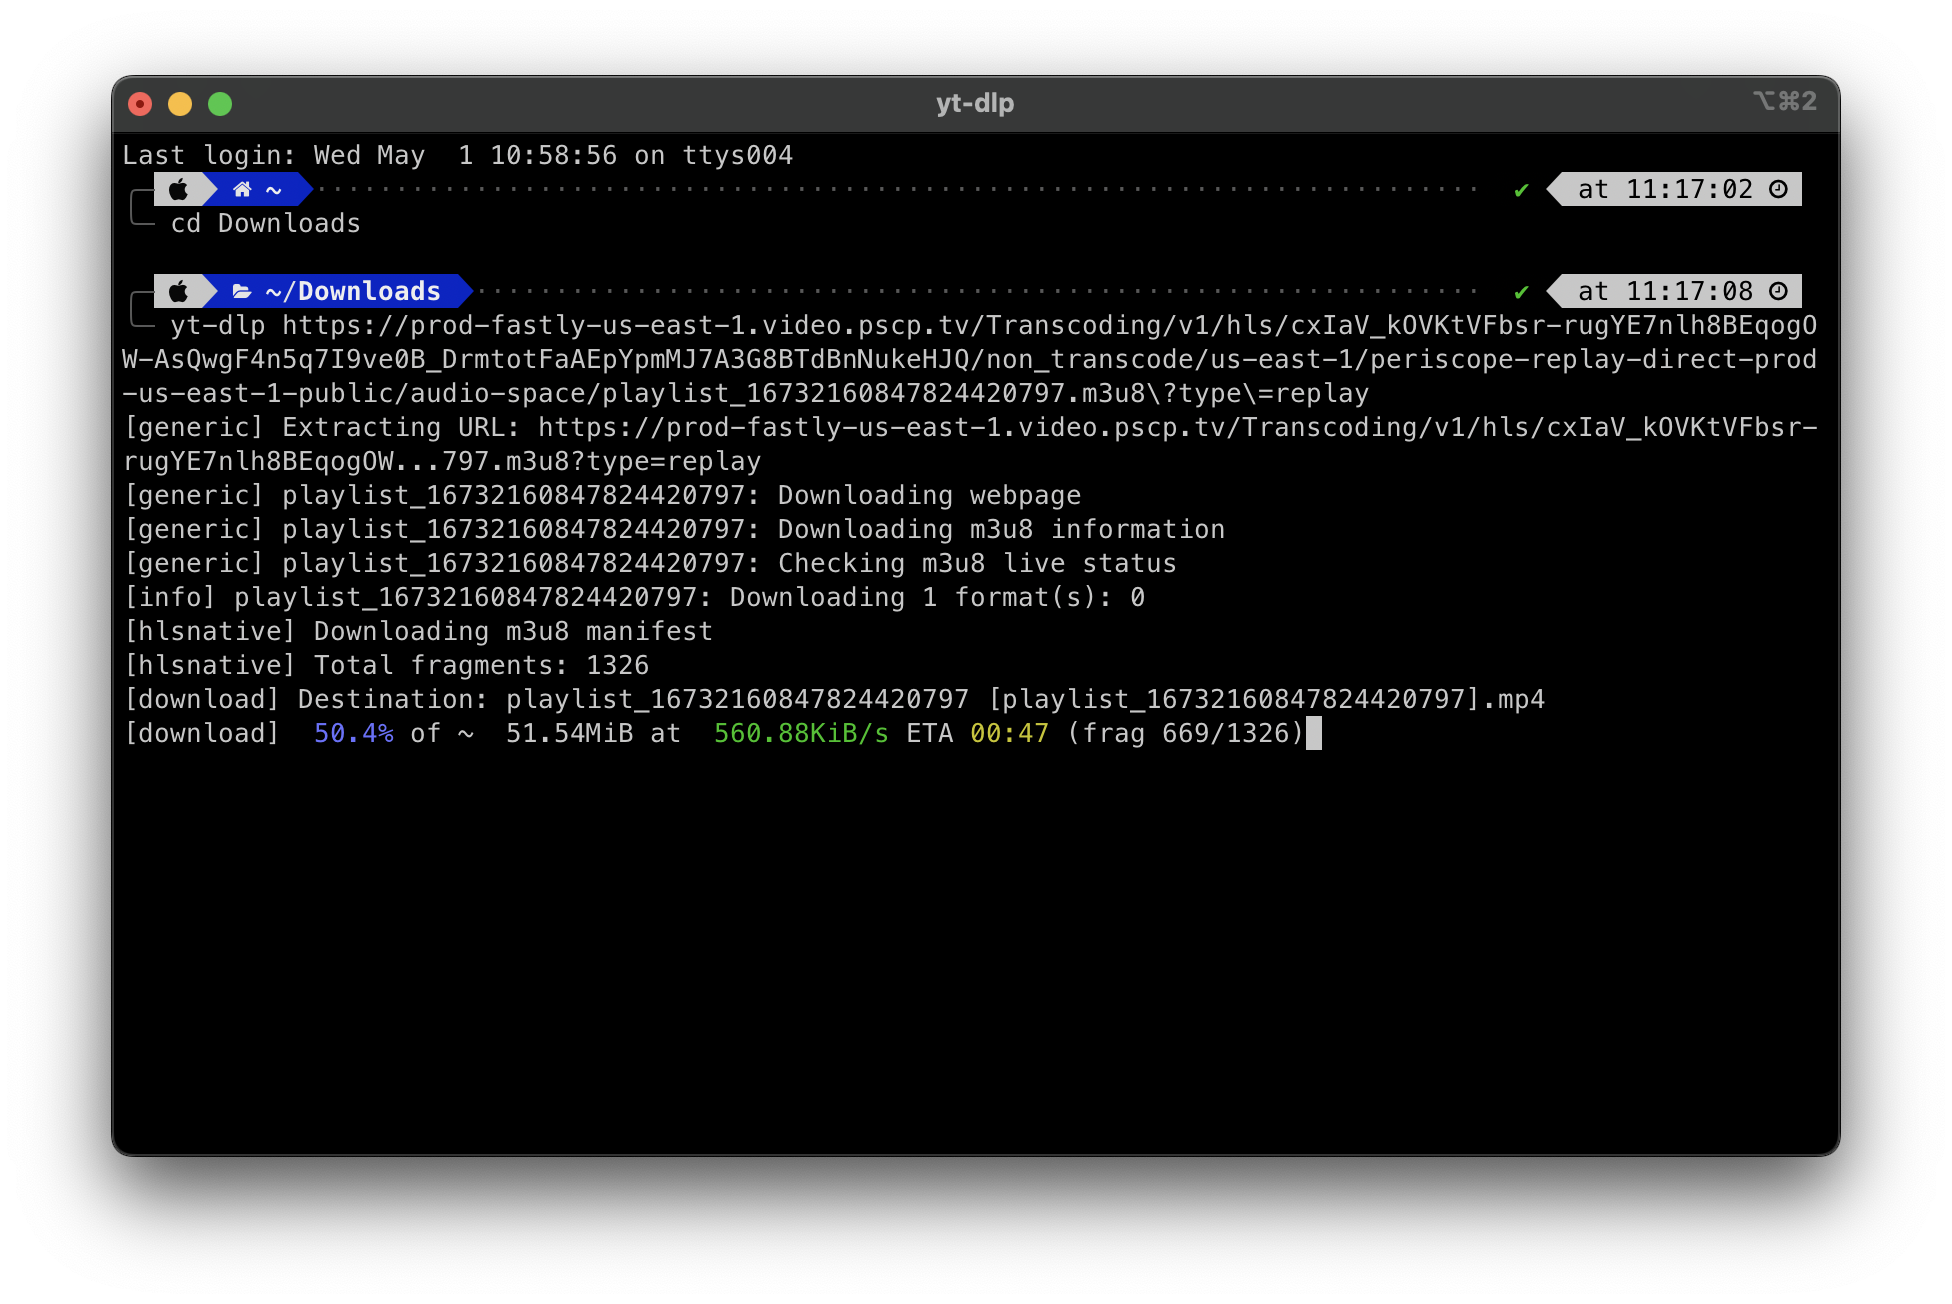 yt-dlp
⌥⌘2
Last login: Wed May  1 10:58:56 on ttys004
~ ✔ at 11:17:02
cd Downloads
~/Downloads ✔ at 11:17:08
yt-dlp https://prod-fastly-us-east-1.video.pscp.tv/Transcoding/v1/hls/cxIaV_kOVKtVFbsr-rugYE7nlh8BEqogO
W-AsQwgF4n5q7I9ve0B_DrmtotFaAEpYpmMJ7A3G8BTdBnNukeHJQ/non_transcode/us-east-1/periscope-replay-direct-prod
-us-east-1-public/audio-space/playlist_16732160847824420797.m3u8\?type\=replay
[generic] Extracting URL: https://prod-fastly-us-east-1.video.pscp.tv/Transcoding/v1/hls/cxIaV_kOVKtVFbsr-
rugYE7nlh8BEqogOW...797.m3u8?type=replay
[generic] playlist_16732160847824420797: Downloading webpage
[generic] playlist_16732160847824420797: Downloading m3u8 information
[generic] playlist_16732160847824420797: Checking m3u8 live status
[info] playlist_16732160847824420797: Downloading 1 format(s): 0
[hlsnative] Downloading m3u8 manifest
[hlsnative] Total fragments: 1326
[download] Destination: playlist_16732160847824420797 [playlist_16732160847824420797].mp4
[download]  50.4% of ~  51.54MiB at  560.88KiB/s ETA 00:47 (frag 669/1326)